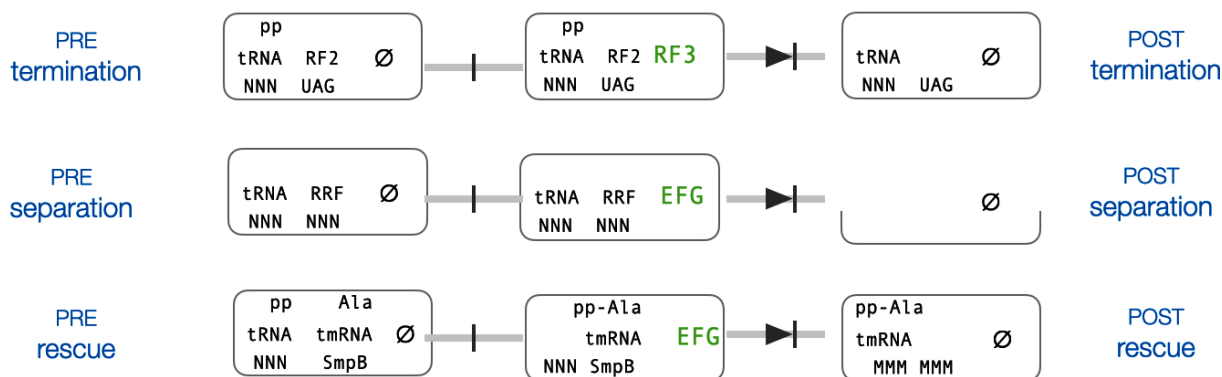 PRE
termination
pp
tRNA RF2 Ø
NNN UAG
pp
tRNA RF2 RF3
NNN UAG
tRNA Ø
NNN UAG
POST
termination
PRE
separation
tRNA RRF Ø
NNN NNN
tRNA RRF EFG
NNN NNN
Ø
POST
separation
PRE
rescue
pp Ala
tRNA tmRNA Ø
NNN SmpB
pp-Ala
tmRNA EFG
NNN SmpB
pp-Ala
tmRNA Ø
MMM MMM
POST
rescue